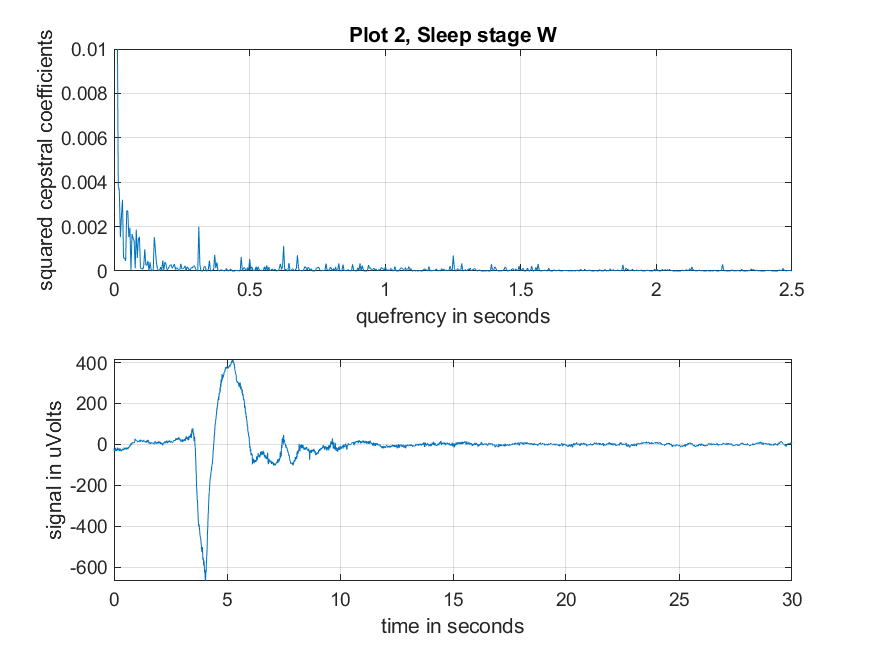 Plot 2, Sleep stage W
squared cepstral coefficients
0.01
0.008
0.006
0.004
0.002
0
0 0.5 1 1.5 2 2.5
quefrency in seconds
signal in uVolts
400
200
0
-200
-400
-600
0 5 10 15 20 25 30
time in seconds